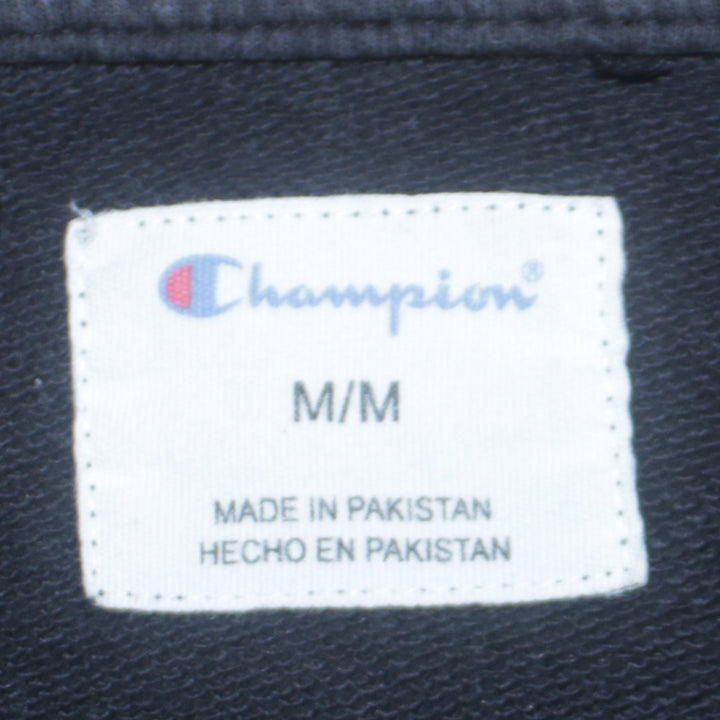 Champion®
M/M
MADE IN PAKISTAN
HECHO EN PAKISTAN